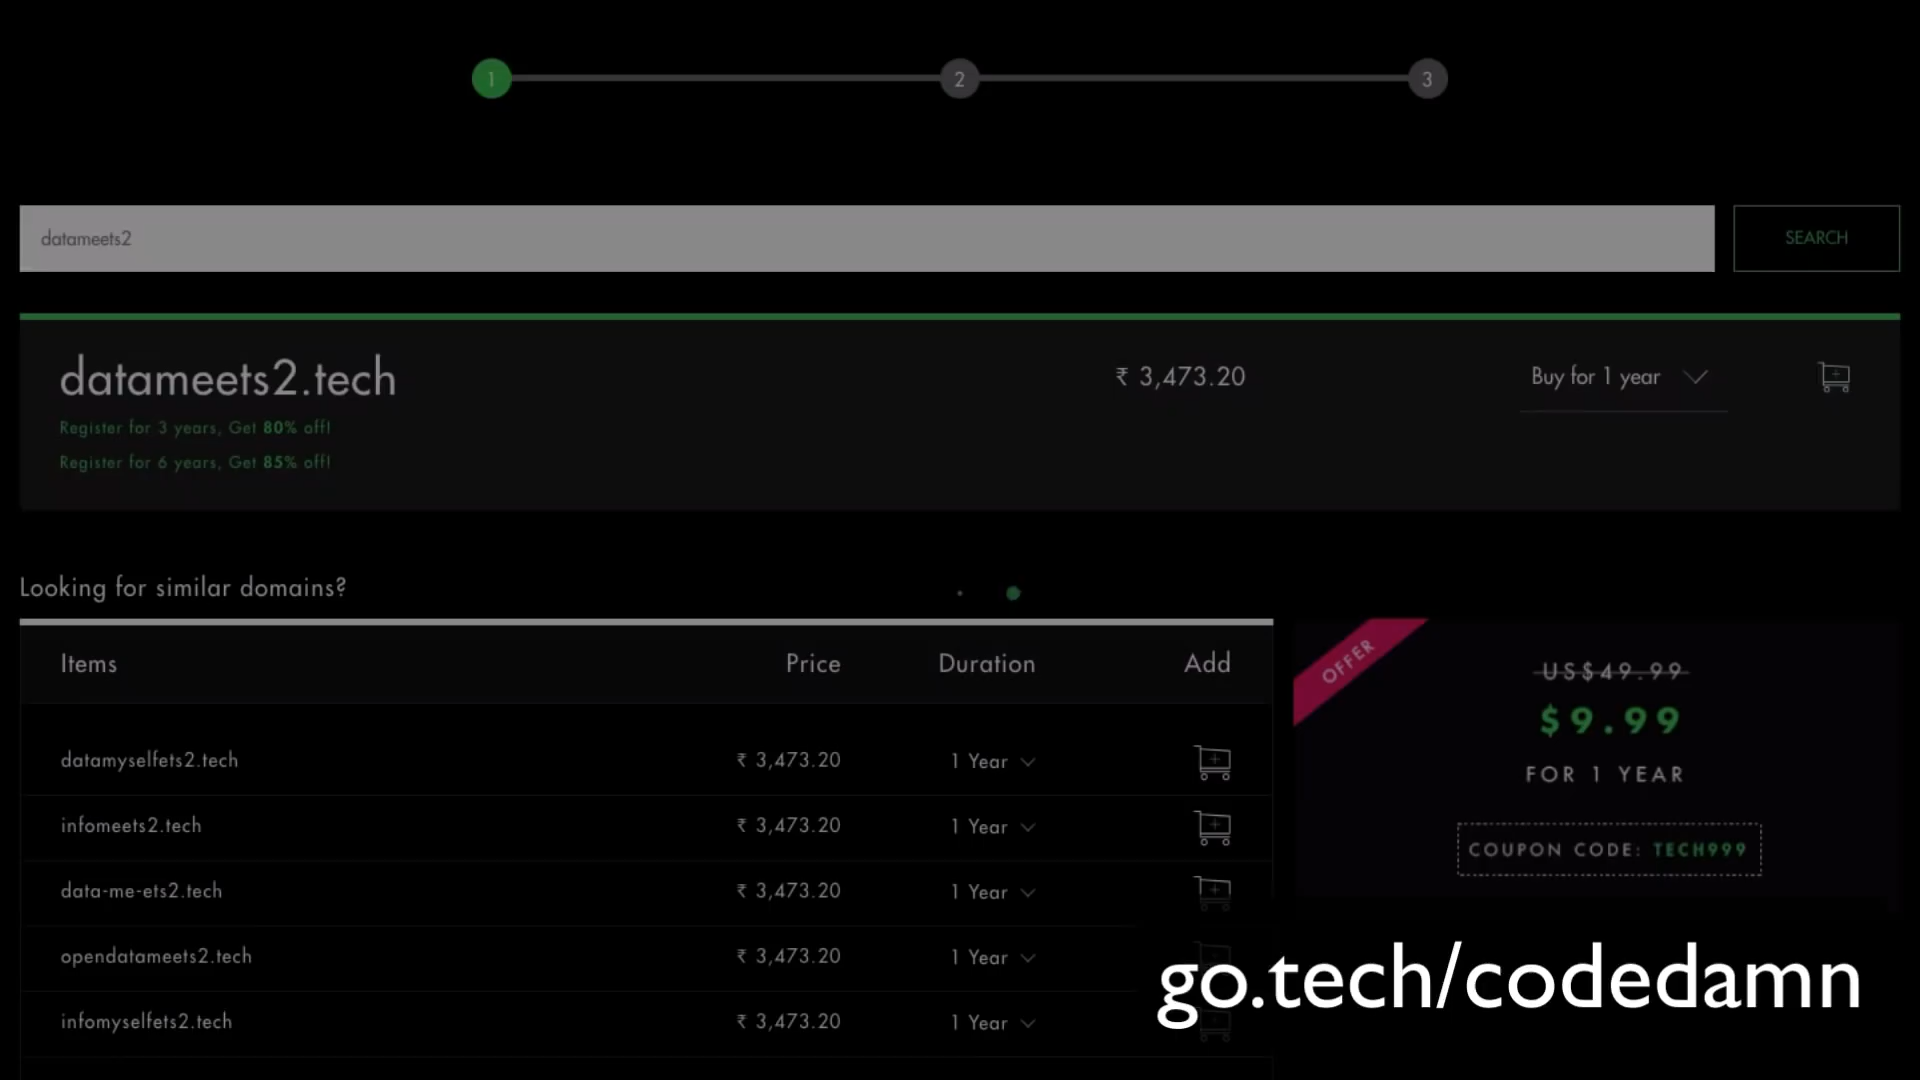 1 2 3
datameets2 SEARCH
datameets2.tech ₹ 3,473.20 Buy for 1 year
Register for 3 years, Get 80% off!
Register for 6 years, Get 85% off!
Looking for similar domains?
Items Price Duration Add
datamyselfets2.tech ₹ 3,473.20 1 Year
infomeets2.tech ₹ 3,473.20 1 Year
data-me-ets2.tech ₹ 3,473.20 1 Year
opendatameets2.tech ₹ 3,473.20 1 Year
infomyselfets2.tech ₹ 3,473.20 1 Year
OFFER
US$49.99
$9.99
FOR 1 YEAR
COUPON CODE: TECH999
go.tech/codedamn